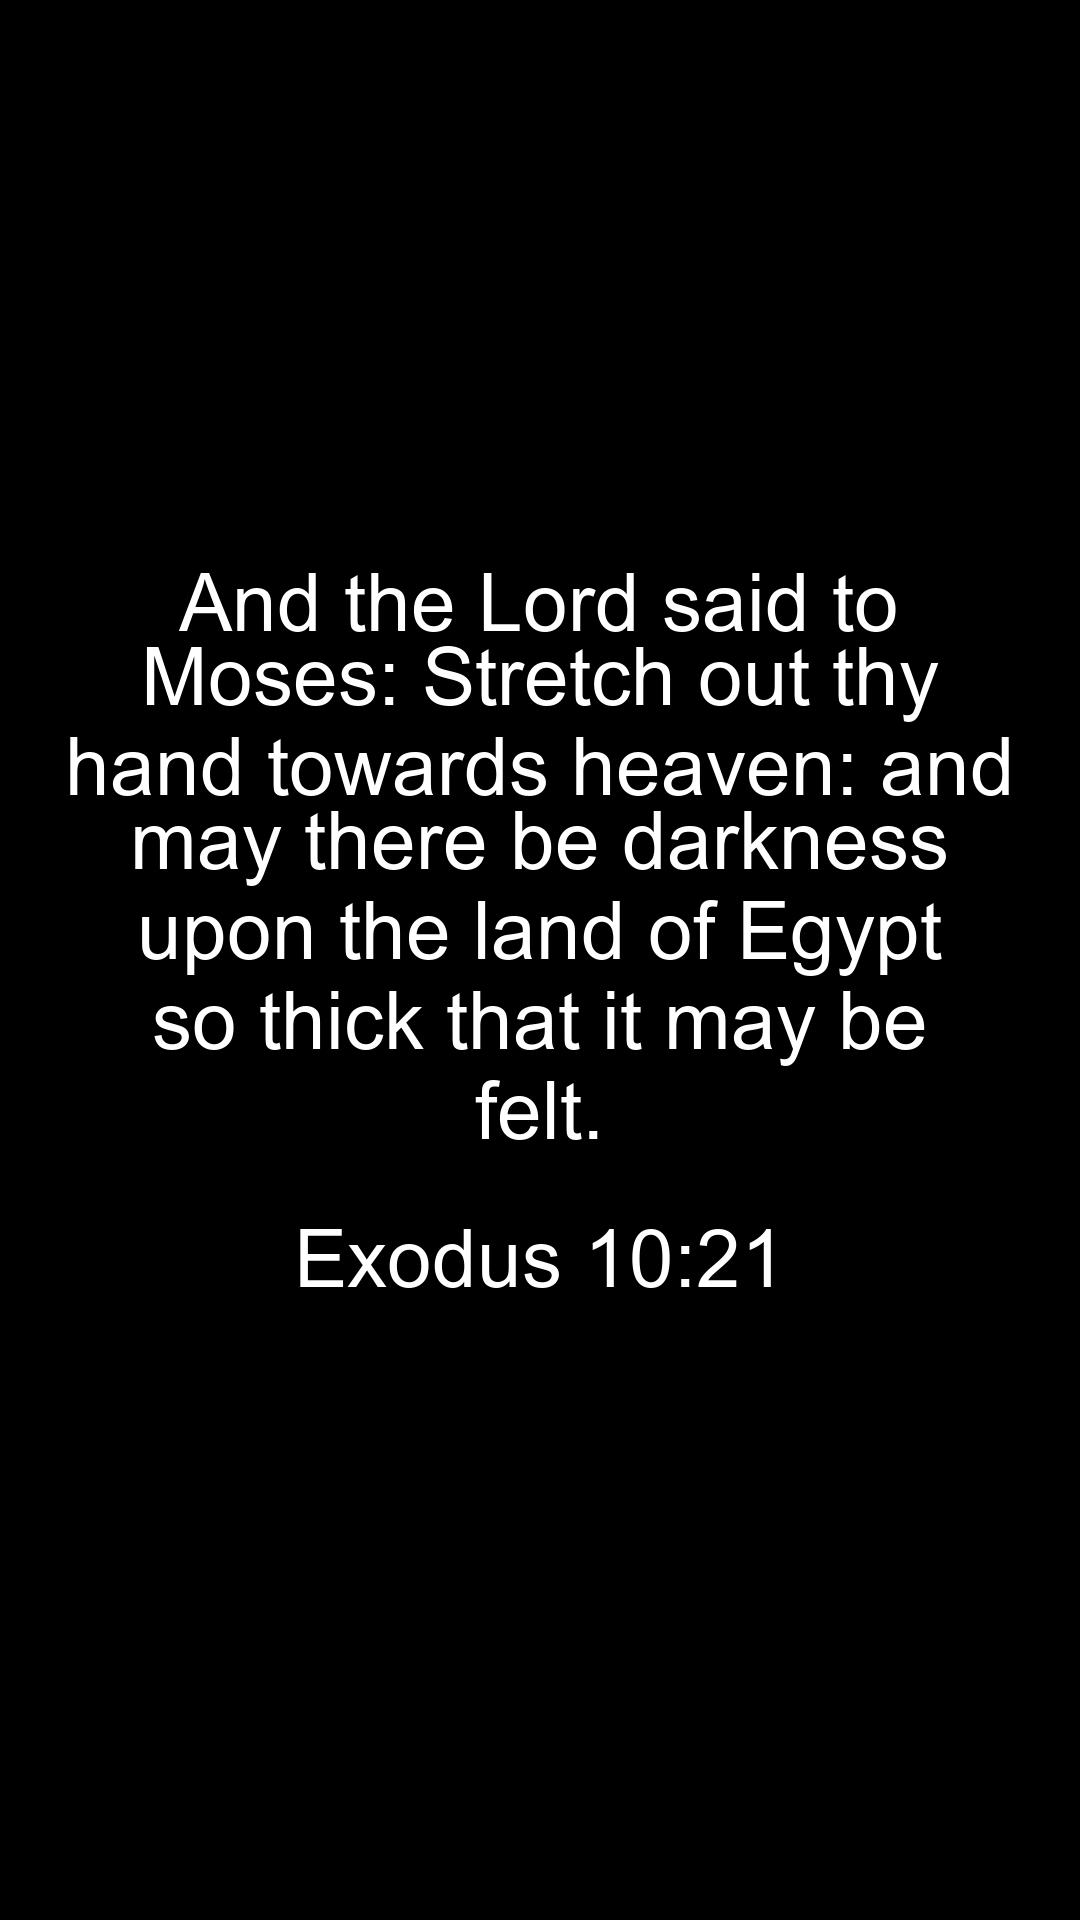 And the Lord said to
Moses: Stretch out thy
hand towards heaven: and
may there be darkness
upon the land of Egypt
so thick that it may be
felt.
Exodus 10:21